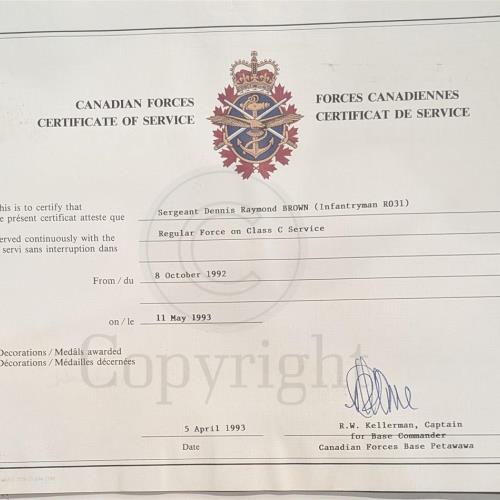 CANADIAN FORCES
CERTIFICATE OF SERVICE
FORCES CANADIENNES
CERTIFICAT DE SERVICE
his is to certify that
e présent certificat atteste que
Sergeant Dennis Raymond BROWN (Infantryman R031)
erved continuously with the
servi sans interruption dans
Regular Force on Class C Service
From / du
8 October 1992
on / le
11 May 1993
Decorations / Medals awarded
Décorations / Médailles décernées
© Copyright
5 April 1993
Date
R.W. Kellerman, Captain
for Base Commander
Canadian Forces Base Petawawa